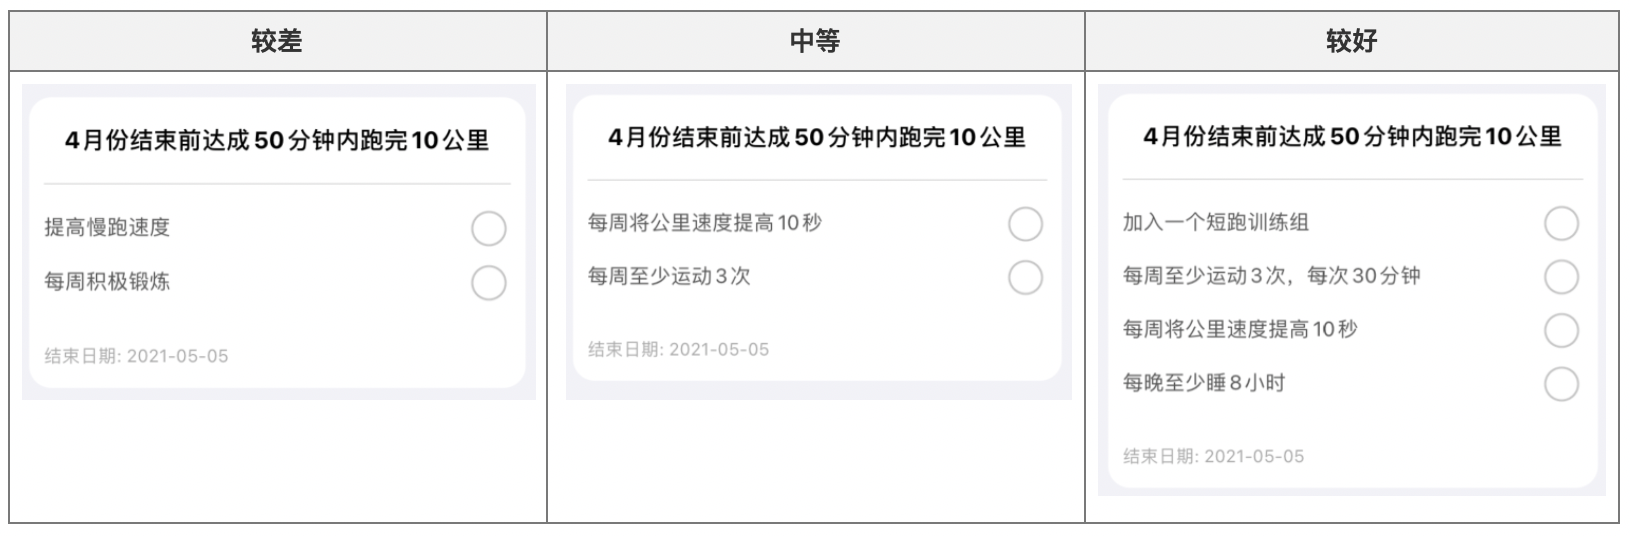 较差
中等
较好
4月份结束前达成50分钟内跑完10公里
提高慢跑速度
每周积极锻炼
结束日期: 2021-05-05
4月份结束前达成50分钟内跑完10公里
每周将公里速度提高10秒
每周至少运动3次
结束日期: 2021-05-05
4月份结束前达成50分钟内跑完10公里
加入一个短跑训练组
每周至少运动3次，每次30分钟
每周将公里速度提高10秒
每晚至少睡8小时
结束日期: 2021-05-05